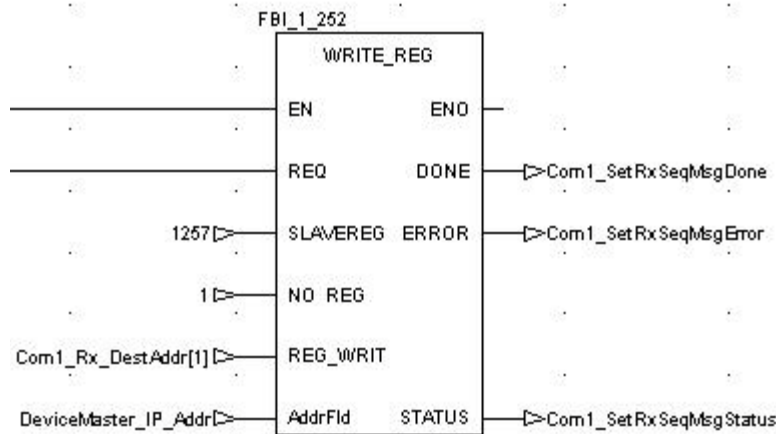 FBI_1_252
WRITE_REG
EN ENO
REQ DONE Com1_SetRxSeqMsgDone
1257 SLAVEREG ERROR Com1_SetRxSeqMsgError
1 NO_REG
Com1_Rx_DestAddr[1] REG_WRIT
DeviceMaster_IP_Addr AddrFld STATUS Com1_SetRxSeqMsgStatus